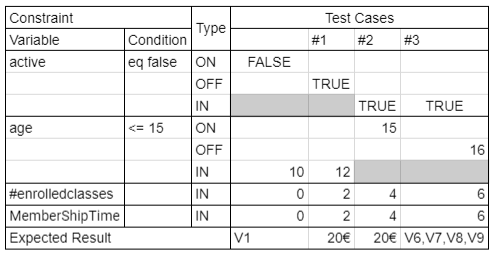 Constraint Type Test Cases
Variable Condition #1 #2 #3
active eq false ON FALSE
OFF TRUE
IN TRUE TRUE
age <= 15 ON 15
OFF 16
IN 10 12
#enrolledclasses IN 0 2 4 6
MemberShipTime IN 0 2 4 6
Expected Result V1 20€ 20€ V6,V7,V8,V9